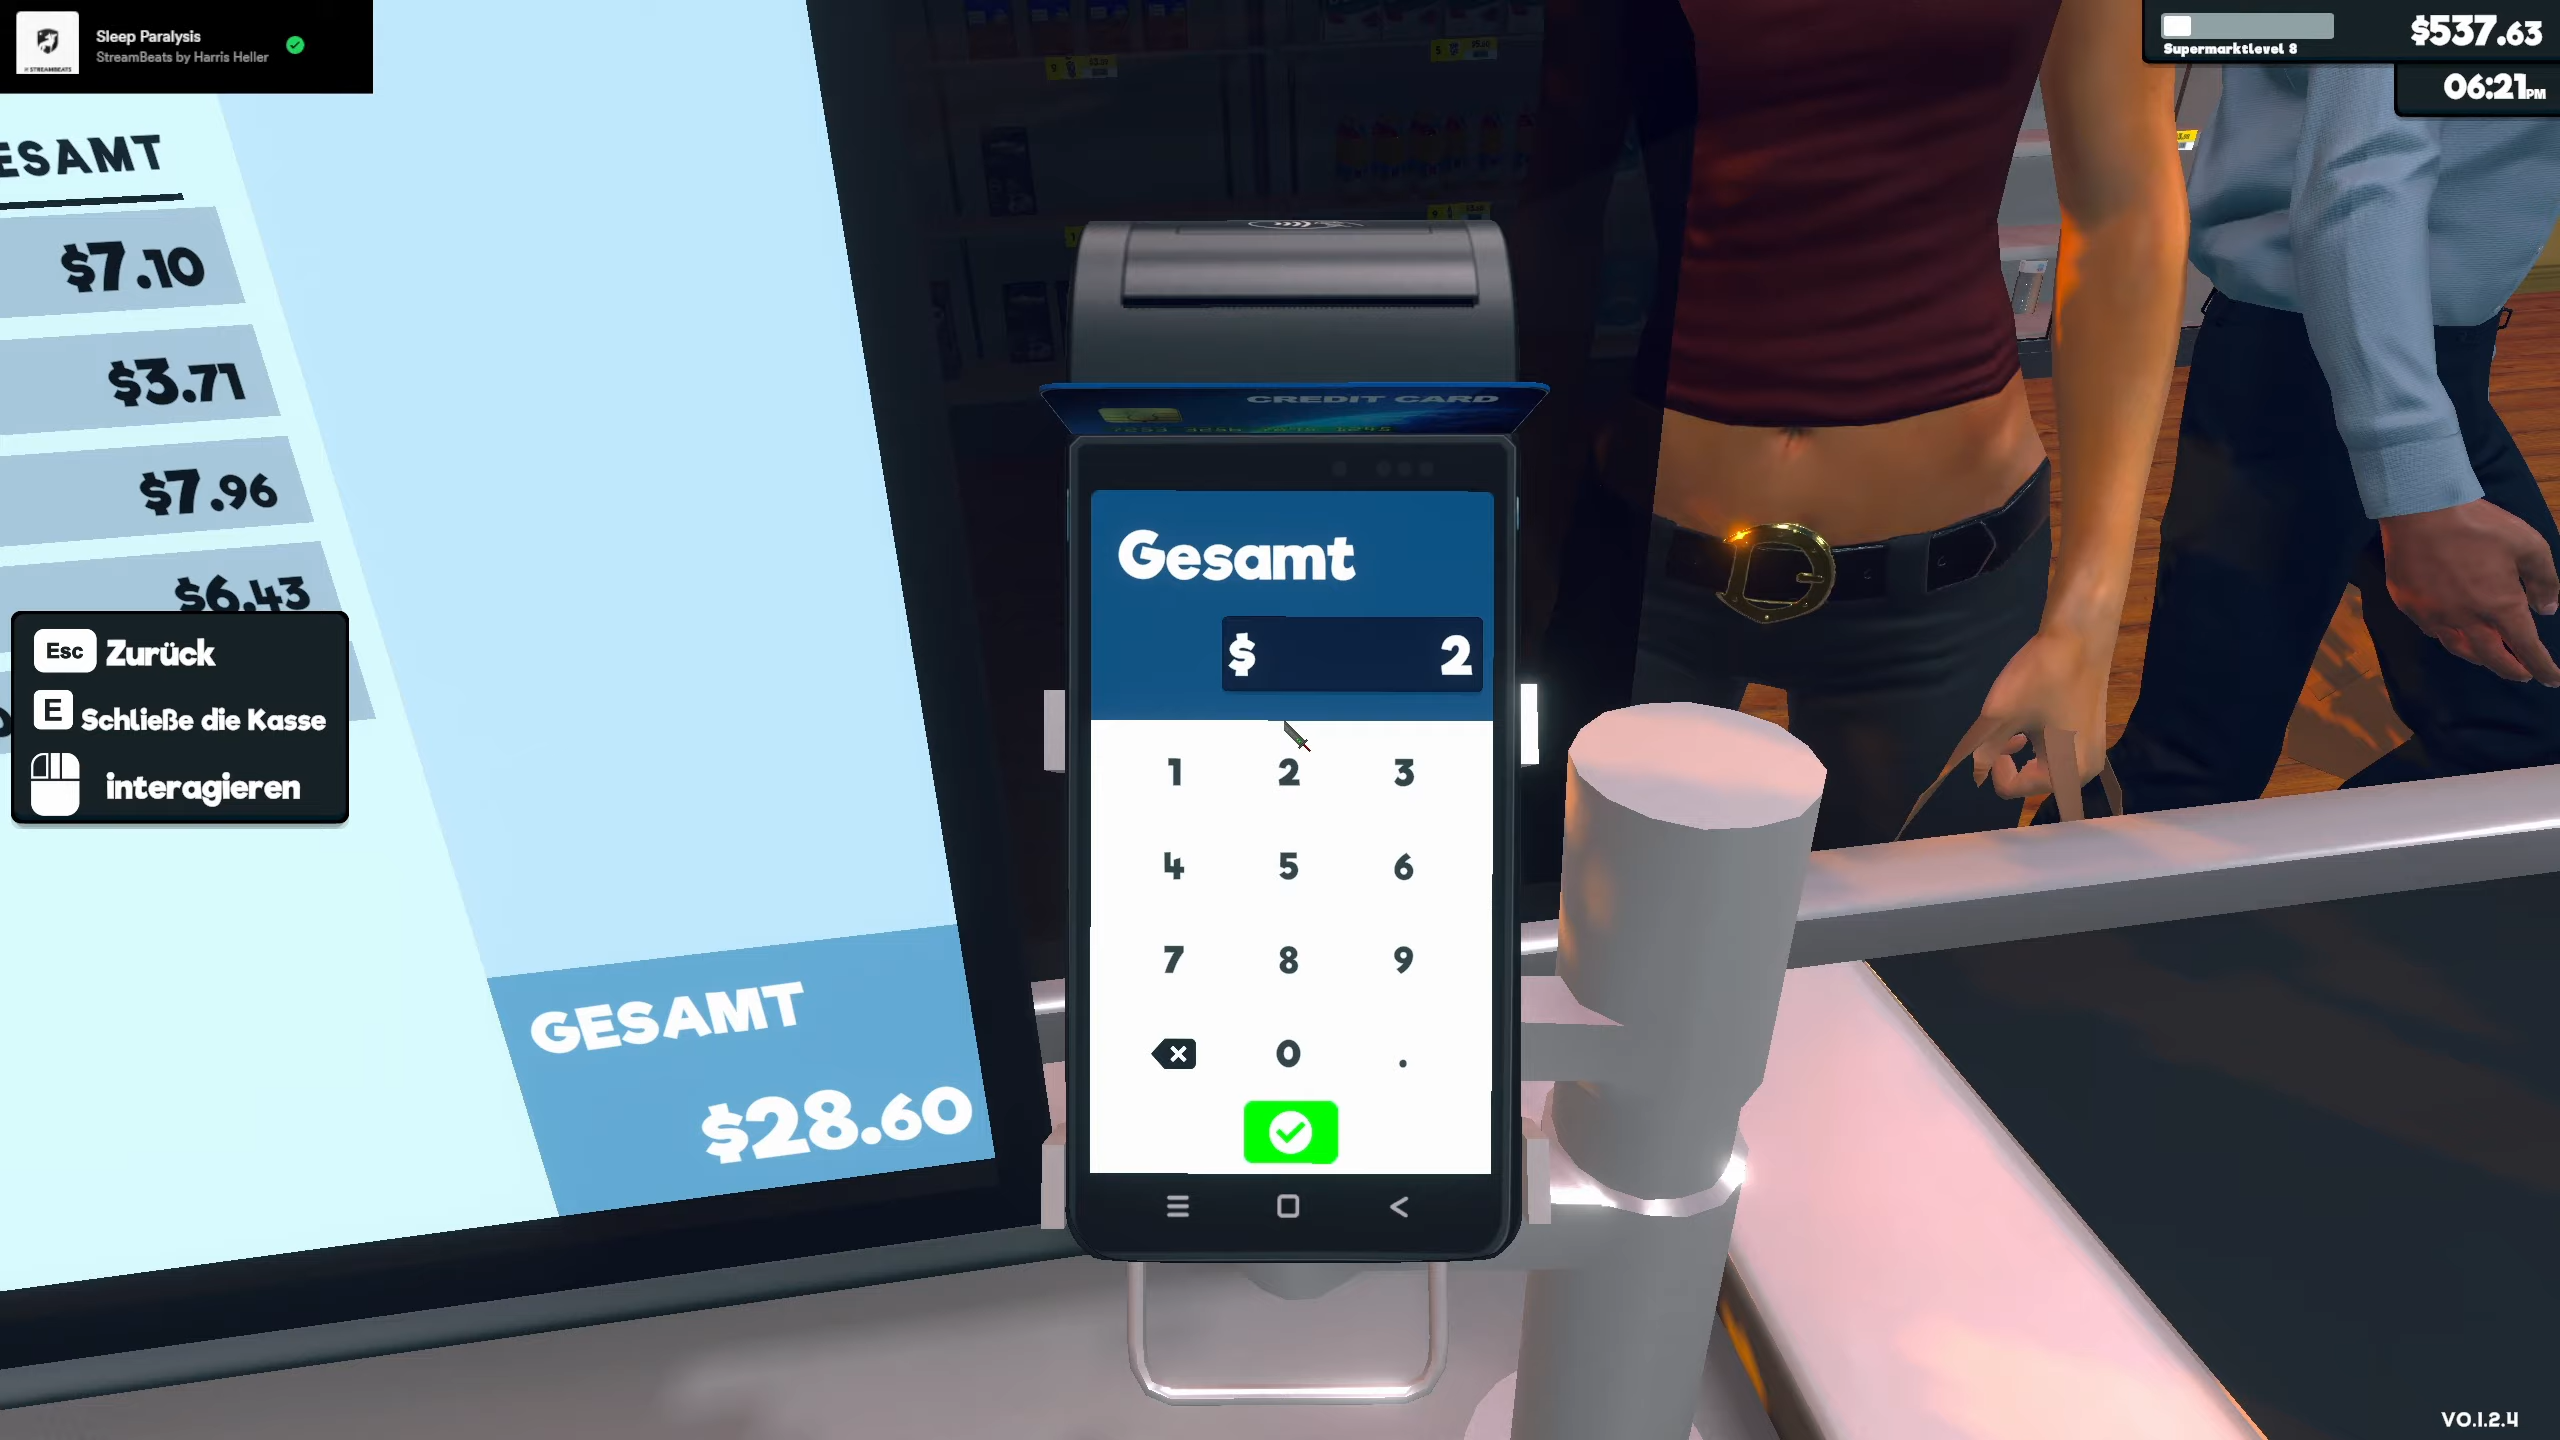 Sleep Paralysis
StreamBeats by Harris Heller
Supermarktlevel 8
$537.63
06:21PM
ESAMT
$7.10
$3.71
$7.96
$6.43
Esc Zurück
E Schließe die Kasse
interagieren
GESAMT
$28.60
CREDIT CARD
Gesamt
$ 2
1 2 3
4 5 6
7 8 9
0 .
V0.1.2.4